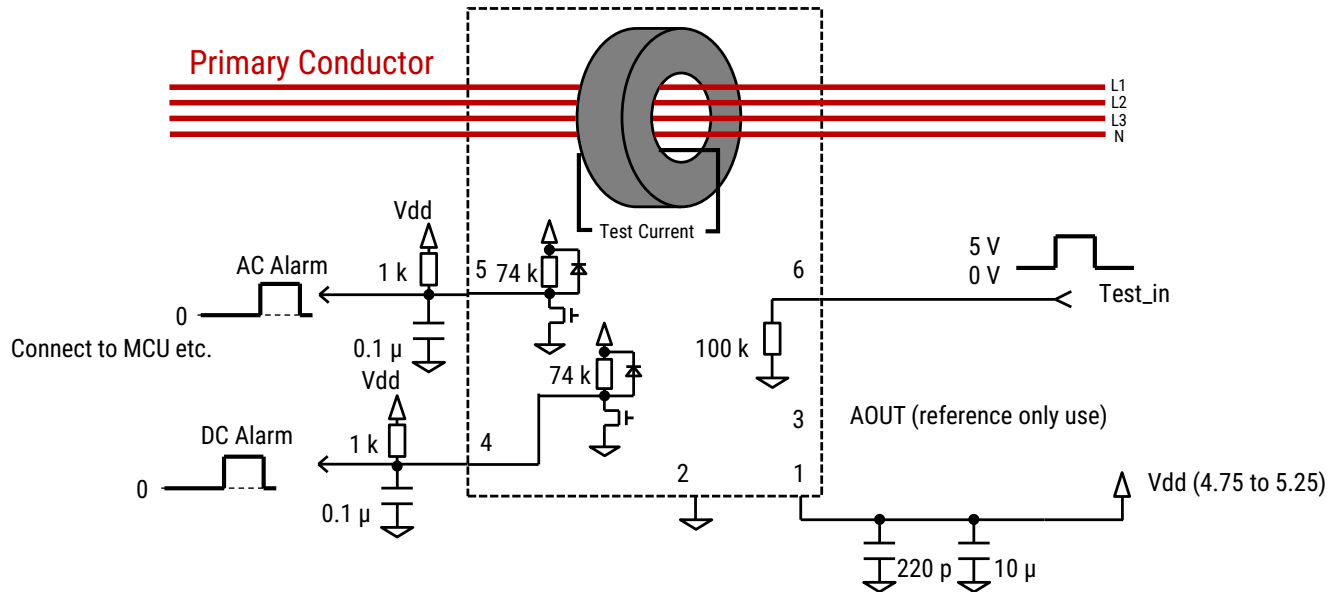 Primary Conductor
L1
L2
L3
N
Test Current
Vdd
1 k
5
74 k
AC Alarm
0
Connect to MCU etc.
0.1 µ
6
5 V
0 V
Test_in
100 k
74 k
Vdd
1 k
4
DC Alarm
0
0.1 µ
3
AOUT (reference only use)
2
1
Vdd (4.75 to 5.25)
220 p
10 µ